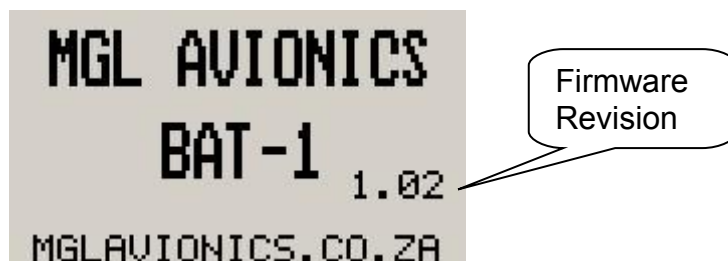 MGL AVIONICS
BAT-1
1.02
MGLAVIONICS.CO.ZA
Firmware
Revision